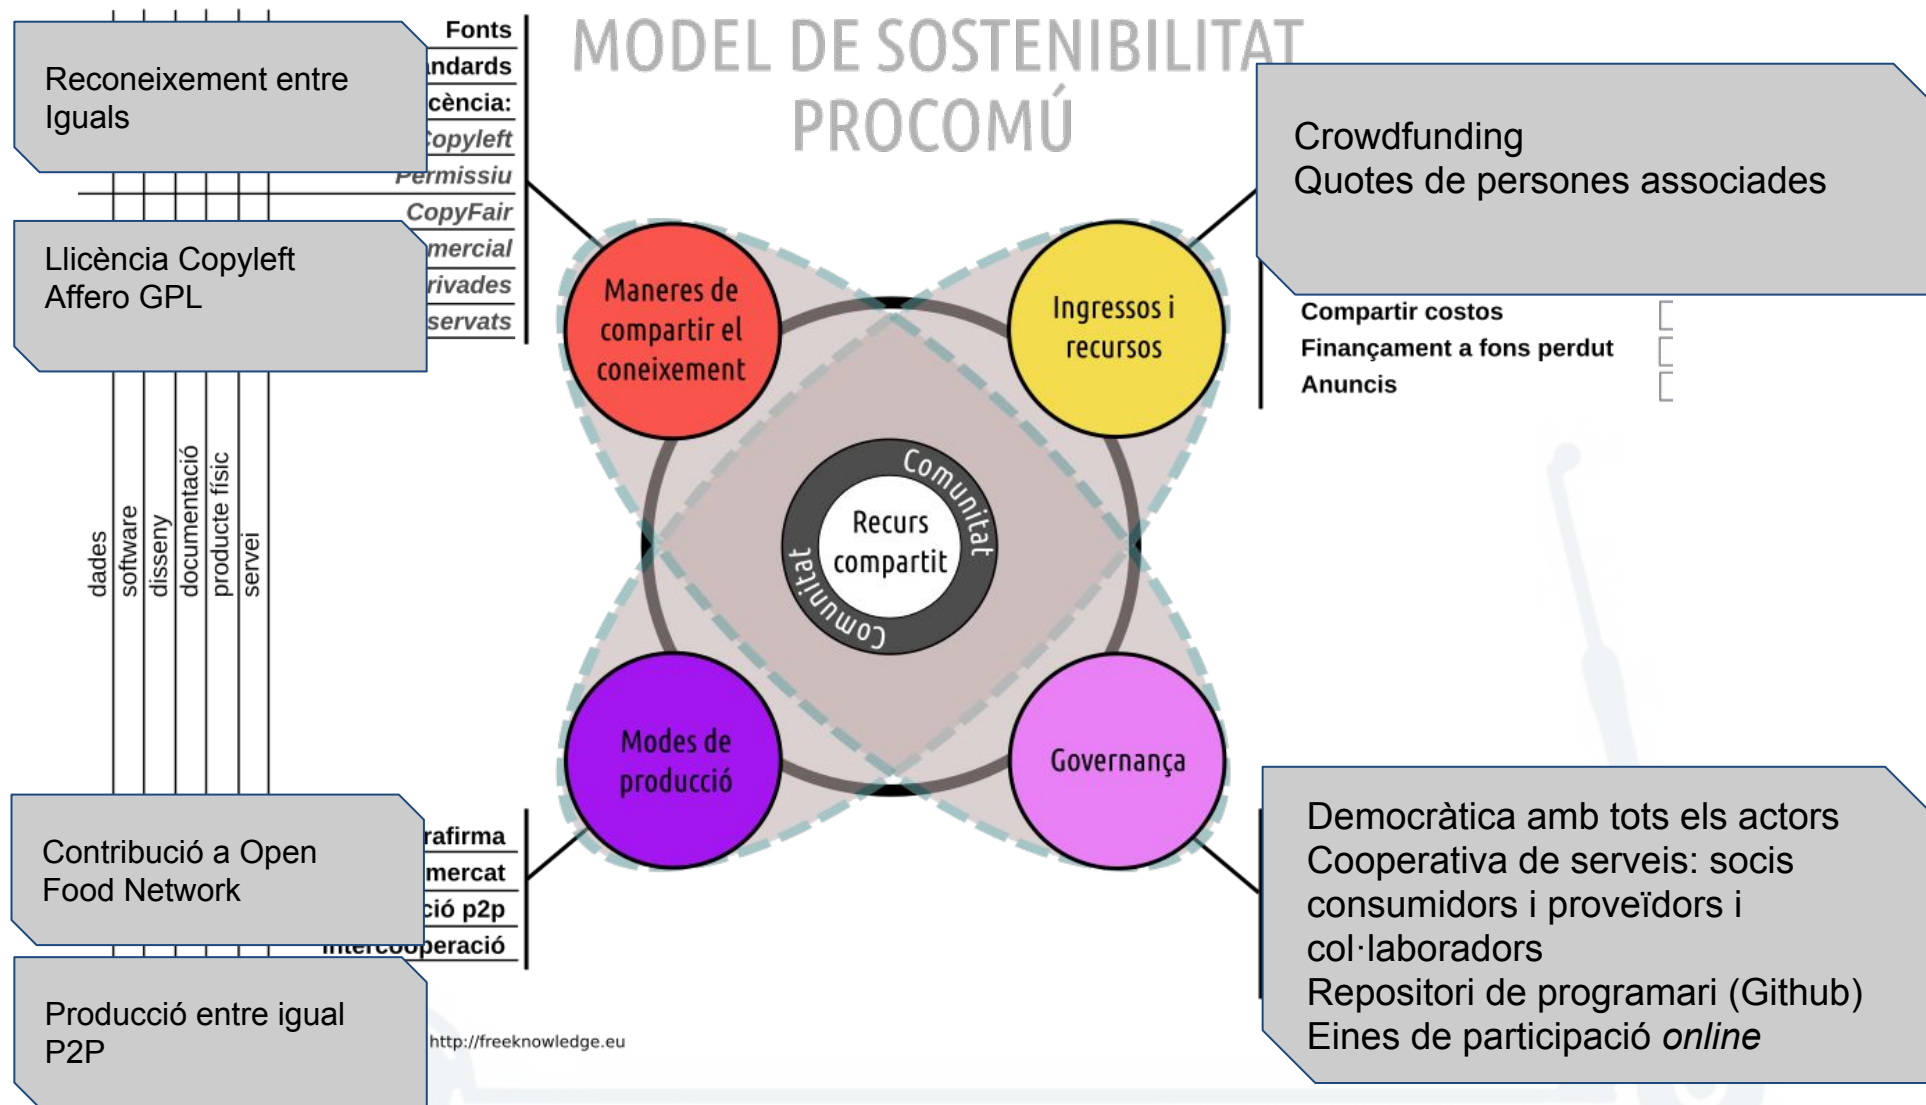 MODEL DE SOSTENIBILITAT
PROCOMÚ
Reconeixement entre
Iguals
Fonts
Copyleft
Permissiu
CopyFair
Llicència Copyleft
Affero GPL
Crowdfunding
Quotes de persones associades
Compartir costos
Finançament a fons perdut
Anuncis
Maneres de
compartir el
coneixement
Ingressos i
recursos
dades
software
disseny
documentació
producte físic
servei
Comunitat
Recurs
compartit
Comunitat
Modes de
producció
Governança
Contribució a Open
Food Network
mercat
p2p
Intercooperació
Producció entre igual
P2P
Democràtica amb tots els actors
Cooperativa de serveis: socis
consumidors i proveïdors i
col·laboradors
Repositori de programari (Github)
Eines de participació online
http://freeknowledge.eu